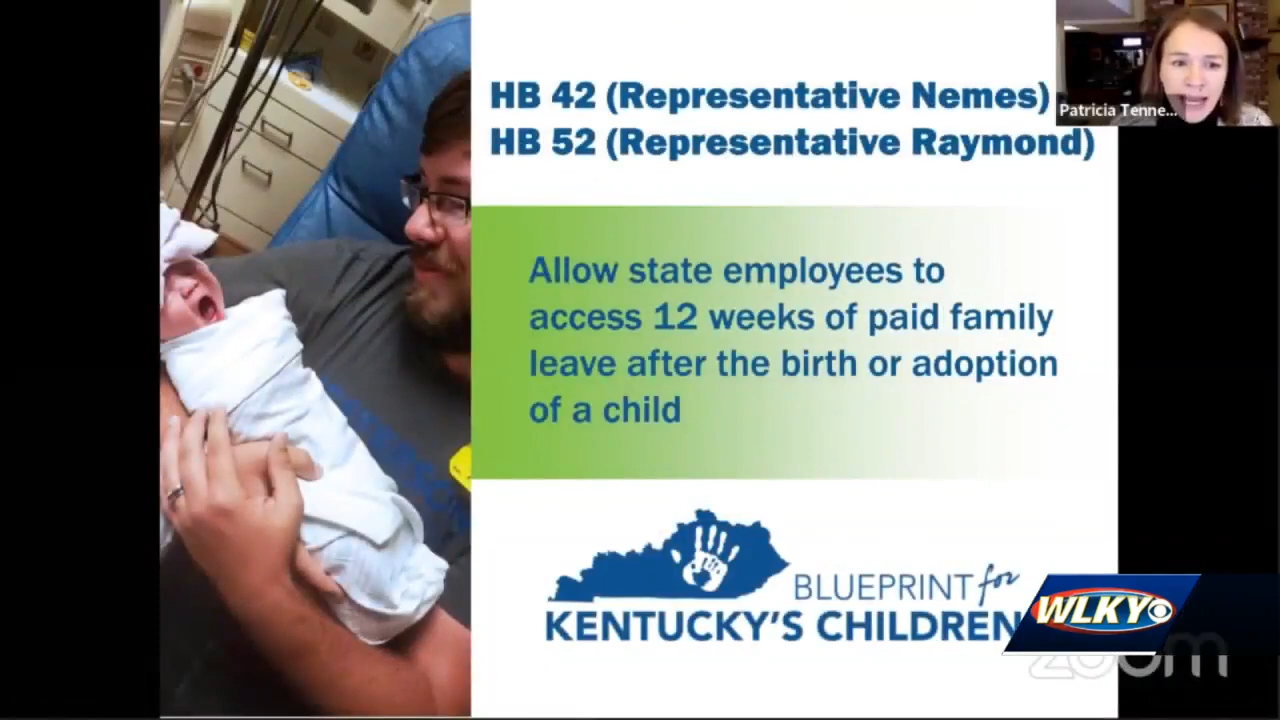 HB 42 (Representative Nemes)
HB 52 (Representative Raymond)
Patricia Tenne...
Allow state employees to
access 12 weeks of paid family
leave after the birth or adoption
of a child
BLUEPRINT for
KENTUCKY'S CHILDREN
WLKY
zoom